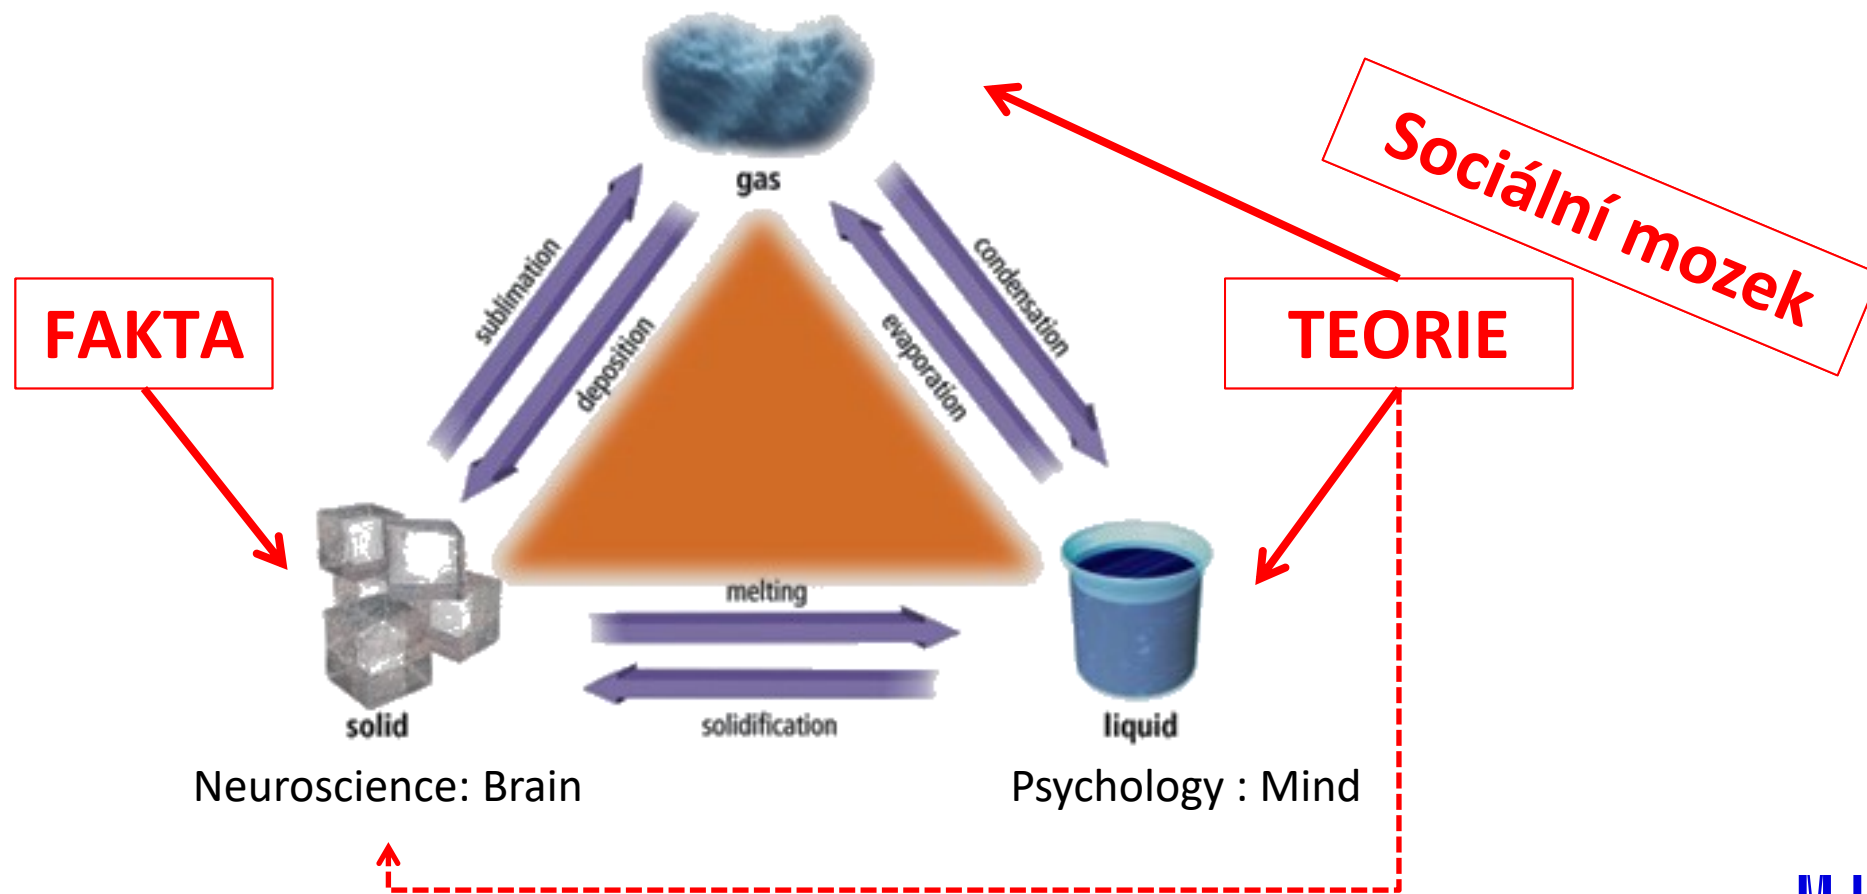 gas
Sociální mozek
sublimation
deposition
condensation
evaporation
FAKTA
TEORIE
melting
solid
solidification
liquid
Neuroscience: Brain
Psychology : Mind